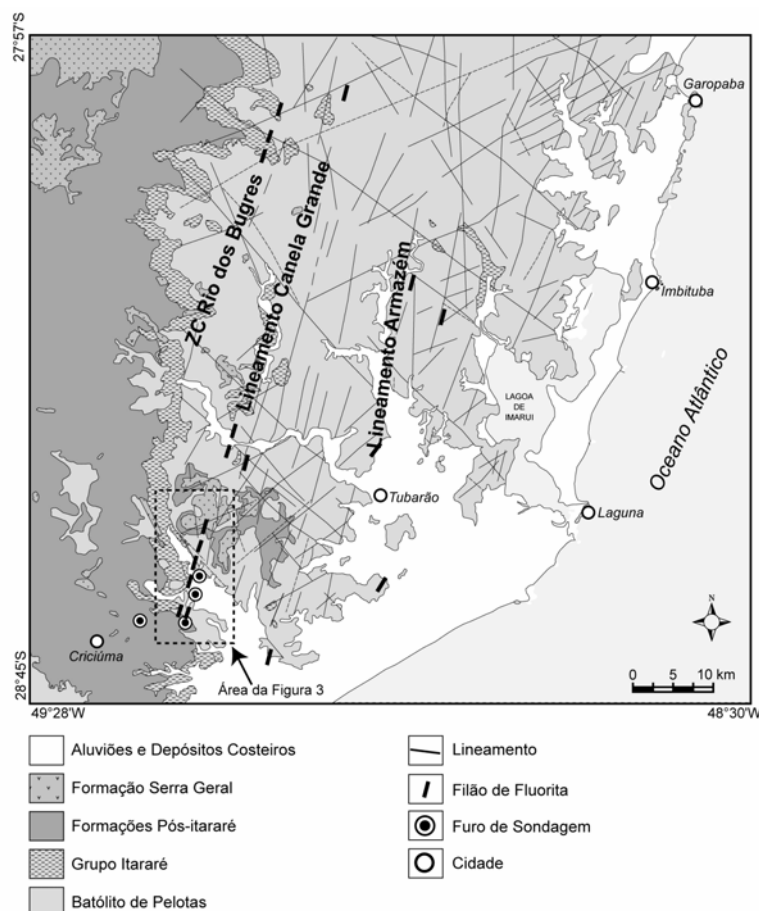 27°57'S
Garopaba
ZC Rio dos Bugres
Lineamento Canela Grande
Lineamento Armazém
Imbituba
LAGOA
DE
IMARUI
Oceano Atlântico
Tubarão
Laguna
N
Criciúma
Área da Figura 3
0 5 10 km
28°45'S
49°28'W
48°30'W
Aluviões e Depósitos Costeiros
Formação Serra Geral
Formações Pós-itararé
Grupo Itararé
Batólito de Pelotas
Lineamento
Filão de Fluorita
Furo de Sondagem
Cidade